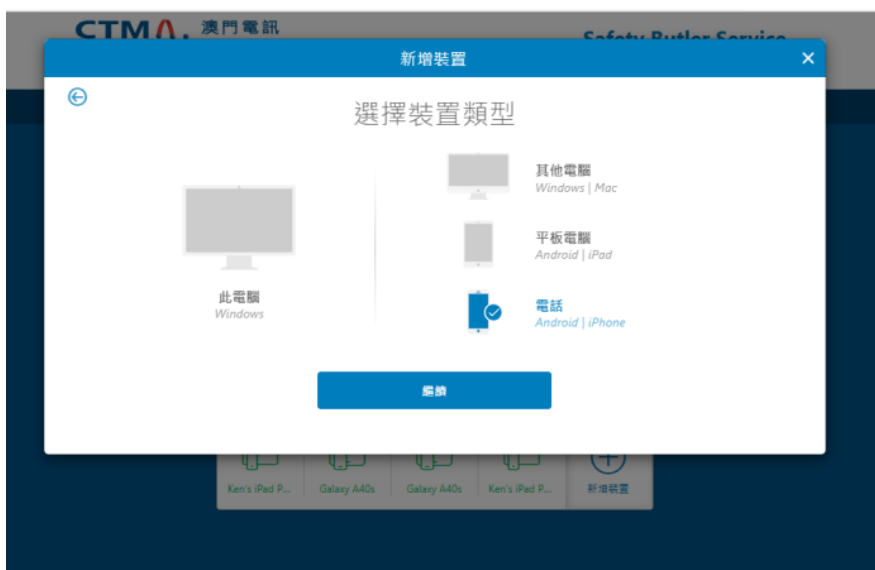 CTM 澳門電訊
Safety Butler Service
新增裝置
選擇裝置類型
其他電腦
Windows | Mac
平板電腦
Android | iPad
此電腦
Windows
電話
Android | iPhone
繼續
Ken's iPad P...
Galaxy A40s
Galaxy A40s
Ken's iPad P...
新增裝置